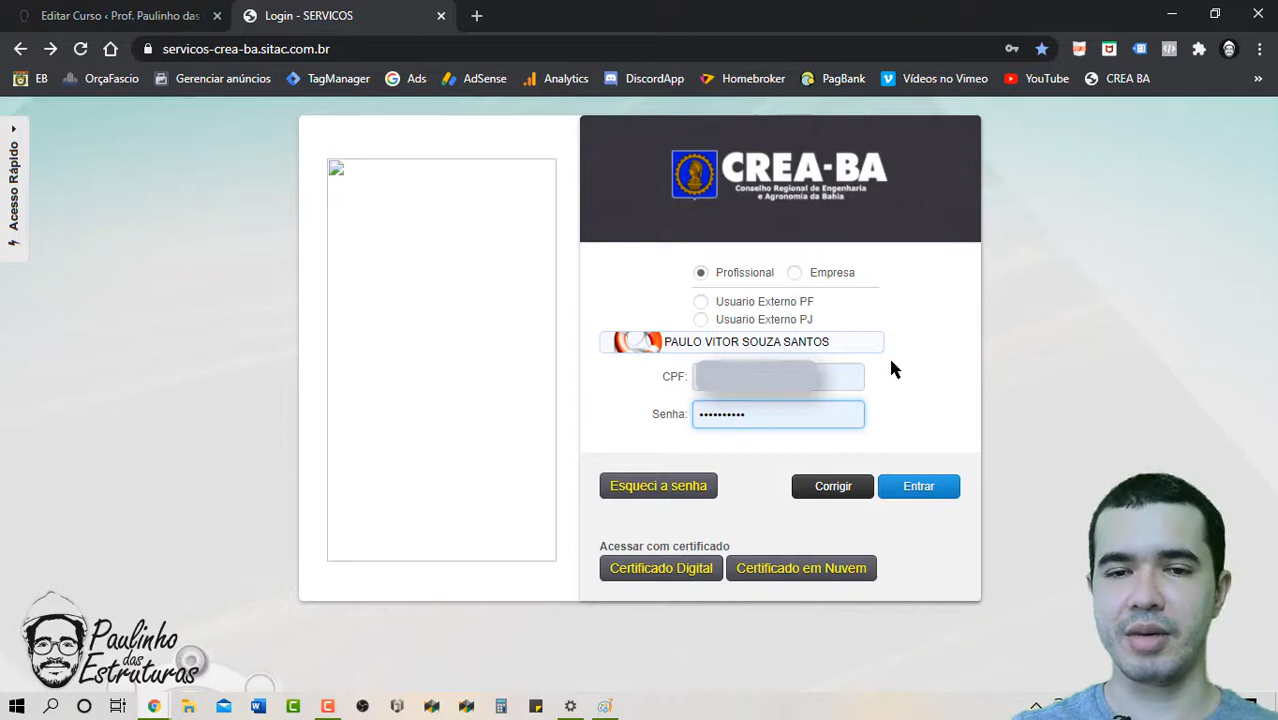 Editar Curso ‹ Prof. Paulinho das
Login - SERVICOS
servicos-crea-ba.sitac.com.br
EB
OrçaFascio
Gerenciar anúncios
TagManager
Ads
AdSense
Analytics
DiscordApp
Homebroker
PagBank
Vídeos no Vimeo
YouTube
CREA BA
»
Acesso Rápido
CREA-BA
Conselho Regional de Engenharia
e Agronomia da Bahia
Profissional
Empresa
Usuario Externo PF
Usuario Externo PJ
PAULO VITOR SOUZA SANTOS
CPF:
Senha: ••••••••••
Esqueci a senha
Corrigir
Entrar
Acessar com certificado
Certificado Digital
Certificado em Nuvem
Paulinho
das
Estruturas